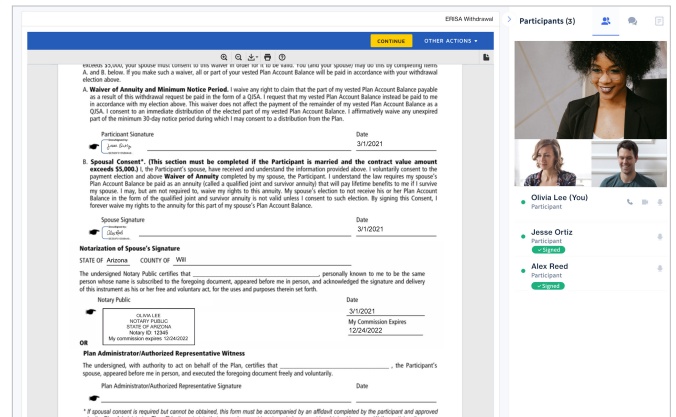 ERISA Withdrawal
CONTINUE
OTHER ACTIONS
exceeds $5,000, your spouse must consent to this waiver in order for it to be valid. You (and your spouse) may do this by completing items
A. and B. below. If you make such a waiver, all or part of your vested Plan Account Balance will be paid in accordance with your withdrawal
election above.
A. Waiver of Annuity and Minimum Notice Period. I waive any right to claim that the part of my vested Plan Account Balance payable
as a result of this withdrawal request be paid in the form of a QJSA. I request that my vested Plan Account Balance instead be paid to me
in accordance with my election above. This waiver does not affect the payment of the remainder of my vested Plan Account Balance as a
QJSA. I consent to an immediate distribution of the elected part of my vested Plan Account Balance. I affirmatively waive any unexpired
part of the minimum 30-day notice period during which I may consent to a distribution from the Plan.
Participant Signature Date
3/1/2021
B. Spousal Consent*. (This section must be completed if the Participant is married and the contract value amount
exceeds $5,000.) I, the Participant's spouse, have received and understand the information provided above. I voluntarily consent to the
payment election and above Waiver of Annuity completed by my spouse, the Participant. I understand the law requires my spouse's
Plan Account Balance be paid as an annuity (called a qualified joint and survivor annuity) that will pay lifetime benefits to me if I survive
my spouse. I may, but am not required to, waive my rights to this annuity. My spouse's election to not receive his or her Plan Account
Balance in the form of the qualified joint and survivor annuity is not valid unless I consent to such election. By signing this Consent, I
forever waive my rights to the annuity for this part of my spouse's Plan Account Balance.
Spouse Signature Date
Alex Reed 3/1/2021
Notarization of Spouse's Signature
STATE OF Arizona COUNTY OF Will
The undersigned Notary Public certifies that , personally known to me to be the same
person whose name is subscribed to the foregoing document, appeared before me in person, and acknowledged the signature and delivery
of this instrument as his or her free and voluntary act, for the uses and purposes therein set forth.
Notary Public Date
3/1/2021
OLIVIA LEE
NOTARY PUBLIC
STATE OF ARIZONA
Notary ID: 12345
My commission expires 12/24/2022
My Commission Expires
12/24/2022
OR
Plan Administrator/Authorized Representative Witness
The undersigned, with authority to act on behalf of the Plan, certifies that , the Participant's
spouse, appeared before me in person, and executed the foregoing document freely and voluntarily.
Plan Administrator/Authorized Representative Signature Date
* If spousal consent is required but cannot be obtained, this form must be accompanied by an affidavit completed by the participant and approved
Participants (3)
Olivia Lee (You)
Participant
Jesse Ortiz
Participant
Signed
Alex Reed
Participant
Signed